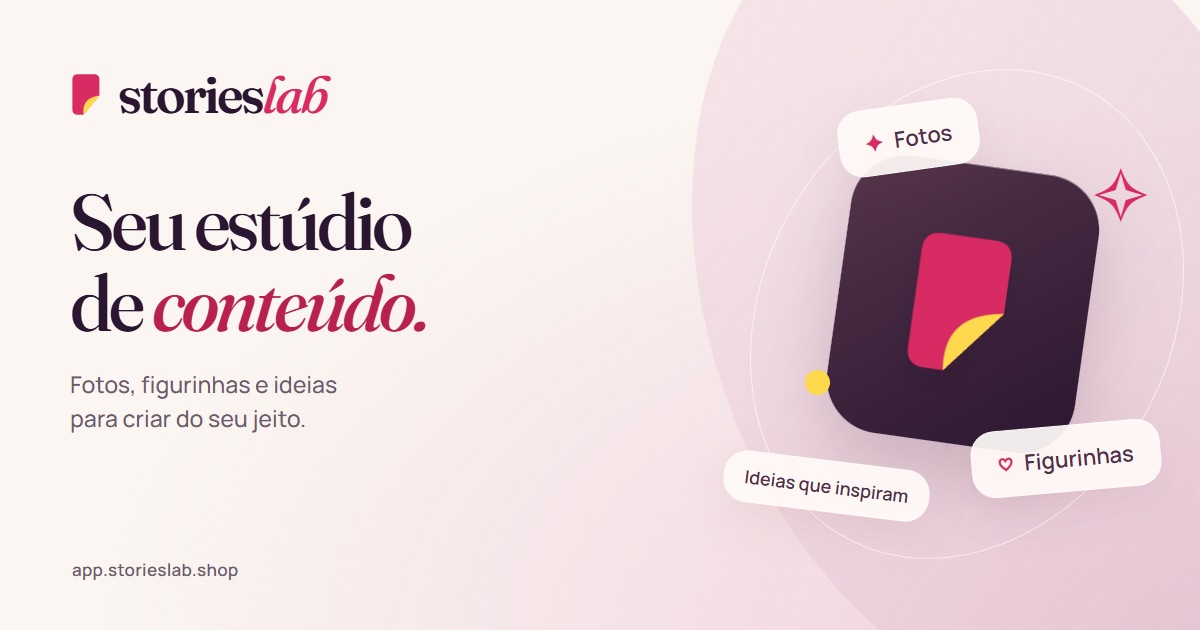 storieslab
Seu estúdio
de conteúdo.
Fotos, figurinhas e ideias
para criar do seu jeito.
app.storieslab.shop
Fotos
Figurinhas
Ideias que inspiram